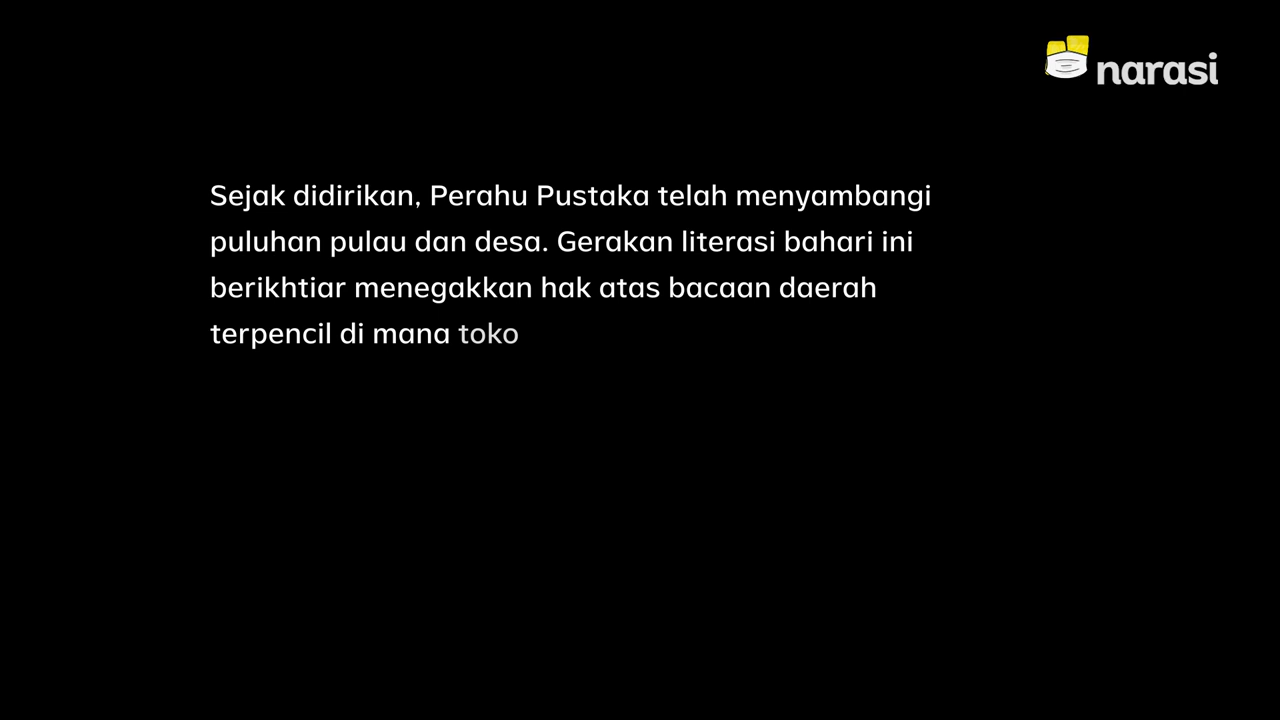 narasi
Sejak didirikan, Perahu Pustaka telah menyambangi
puluhan pulau dan desa. Gerakan literasi bahari ini
berikhtiar menegakkan hak atas bacaan daerah
terpencil di mana toko